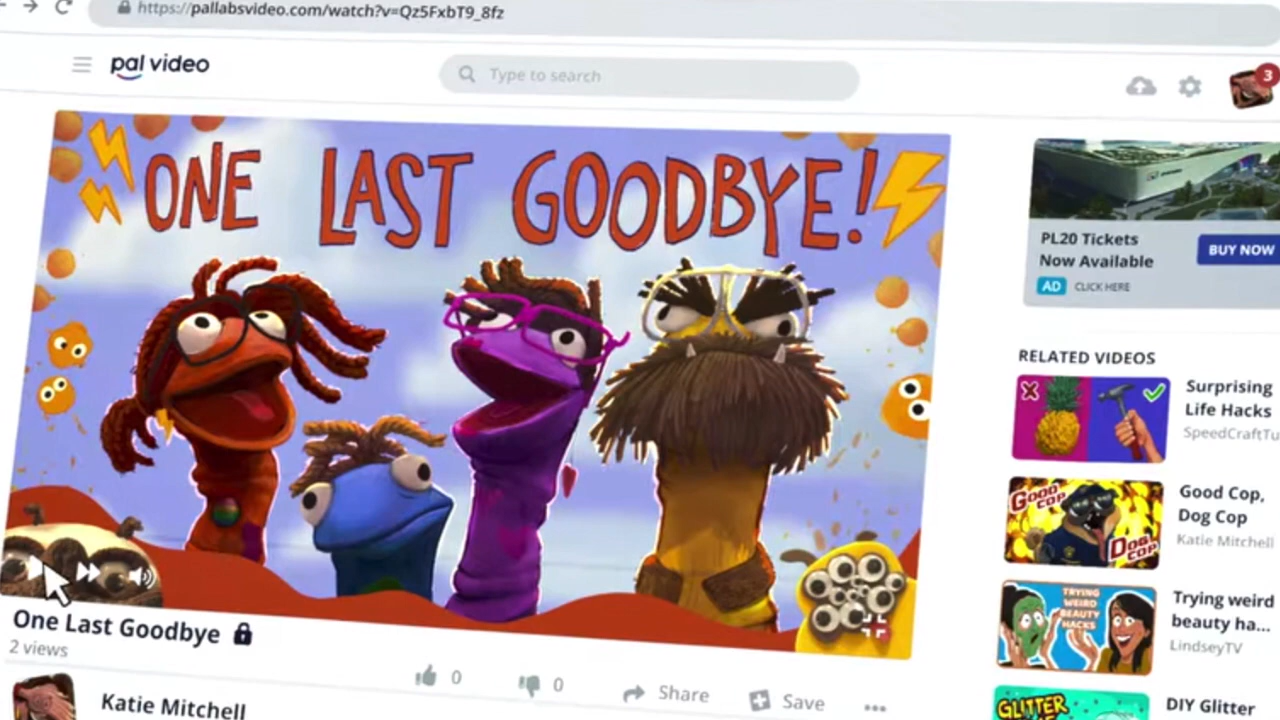 https://pallabsvideo.com/watch?v=Qz5FxbT9_8fz
pal video
Type to search
3
ONE LAST GOODBYE!
One Last Goodbye
2 views
0
0
Share
Save
Katie Mitchell
PL20 Tickets
Now Available
BUY NOW
AD
CLICK HERE
RELATED VIDEOS
Surprising
Life Hacks
SpeedCraftTu
GOOD
COP
DOG
COP
Good Cop,
Dog Cop
Katie Mitchell
TRYING
WEIRD
BEAUTY
HACKS
Trying weird
beauty ha...
LindseyTV
GLITTER
DIY Glitter